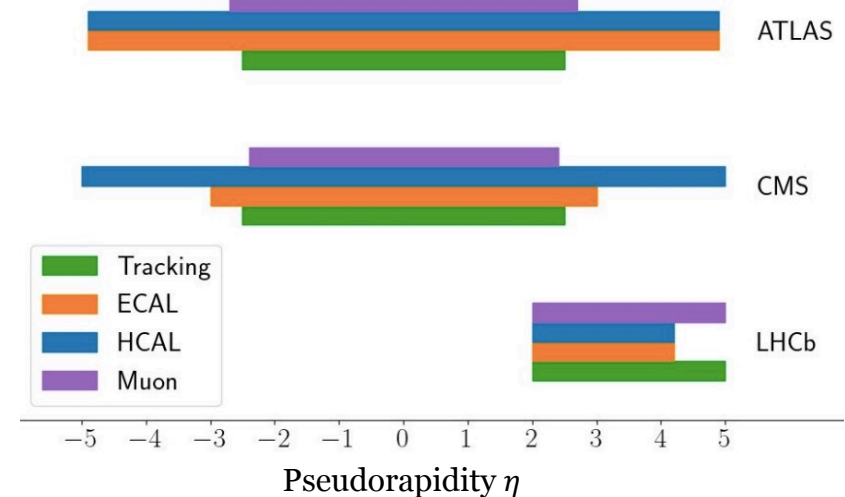 ATLAS
CMS
Tracking
ECAL
HCAL
Muon
LHCb
−5 −4 −3 −2 −1 0 1 2 3 4 5
Pseudorapidity η